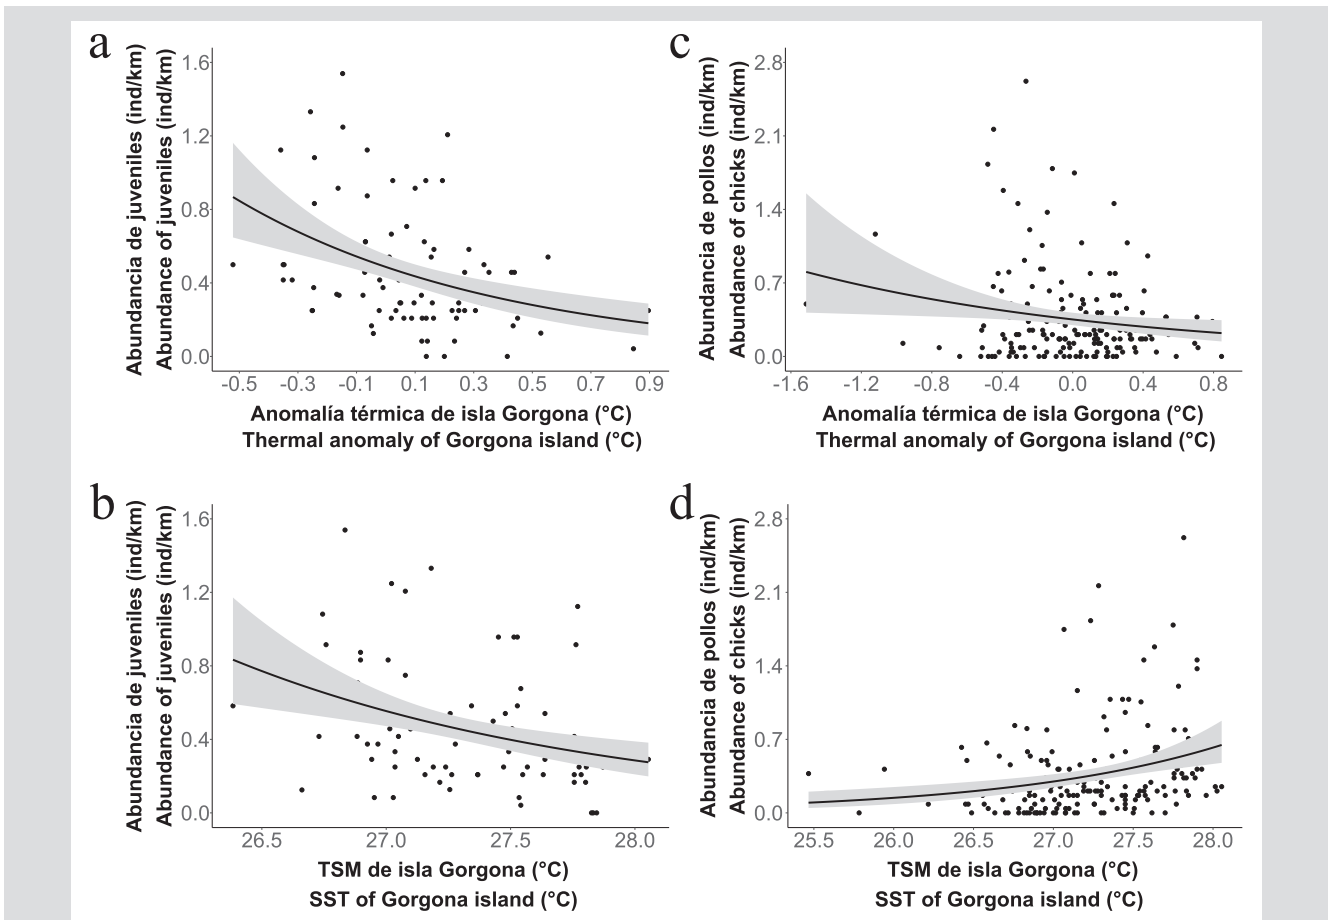 a
Abundancia de juveniles (ind/km)
Abundance of juveniles (ind/km)
1.6
1.2
0.8
0.4
0.0
-0.5 -0.3 -0.1 0.1 0.3 0.5 0.7 0.9
Anomalía térmica de isla Gorgona (°C)
Thermal anomaly of Gorgona island (°C)
c
Abundancia de pollos (ind/km)
Abundance of chicks (ind/km)
2.8
2.1
1.4
0.7
0.0
-1.6 -1.2 -0.8 -0.4 0.0 0.4 0.8
Anomalía térmica de isla Gorgona (°C)
Thermal anomaly of Gorgona island (°C)
b
Abundancia de juveniles (ind/km)
Abundance of juveniles (ind/km)
1.6
1.2
0.8
0.4
0.0
26.5 27.0 27.5 28.0
TSM de isla Gorgona (°C)
SST of Gorgona island (°C)
d
Abundancia de pollos (ind/km)
Abundance of chicks (ind/km)
2.8
2.1
1.4
0.7
0.0
25.5 26.0 26.5 27.0 27.5 28.0
TSM de isla Gorgona (°C)
SST of Gorgona island (°C)